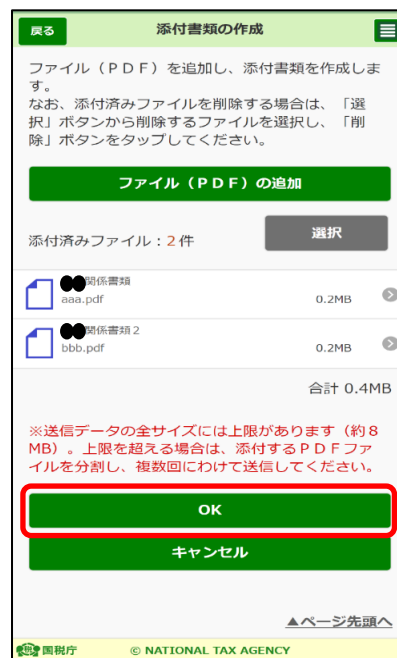 戻る 添付書類の作成
ファイル（ＰＤＦ）を追加し、添付書類を作成しま
す。
なお、添付済みファイルを削除する場合は、「選
択」ボタンから削除するファイルを選択し、「削
除」ボタンをタップしてください。
ファイル（ＰＤＦ）の追加
添付済みファイル：2件 選択
関係書類
aaa.pdf 0.2MB
関係書類２
bbb.pdf 0.2MB
合計 0.4MB
※送信データの全サイズには上限があります（約８
MB）。上限を超える場合は、添付するＰＤＦファ
イルを分割し、複数回にわけて送信してください。
OK
キャンセル
▲ページ先頭へ
国税庁 © NATIONAL TAX AGENCY